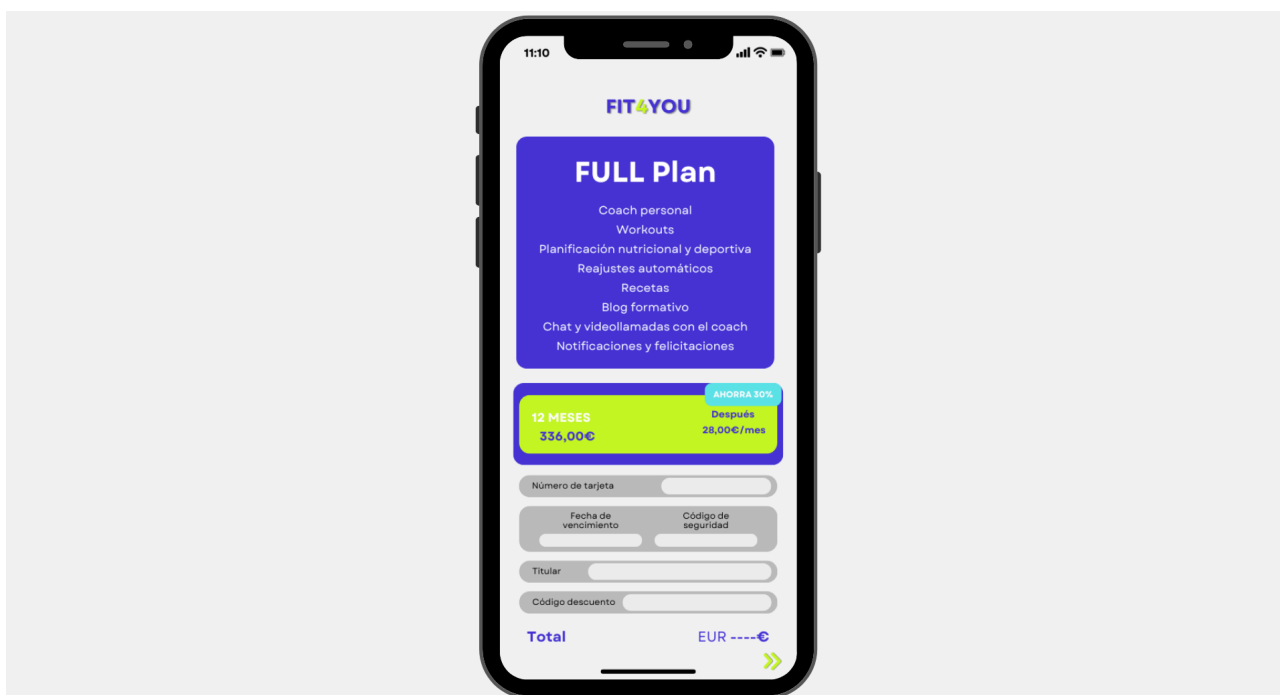 11:10
FIT4YOU
FULL Plan
Coach personal
Workouts
Planificación nutricional y deportiva
Reajustes automáticos
Recetas
Blog formativo
Chat y videollamadas con el coach
Notificaciones y felicitaciones
AHORRA 30%
12 MESES
336,00€
Después
28,00€/mes
Número de tarjeta
Fecha de
vencimiento
Código de
seguridad
Titular
Código descuento
Total
EUR ----€